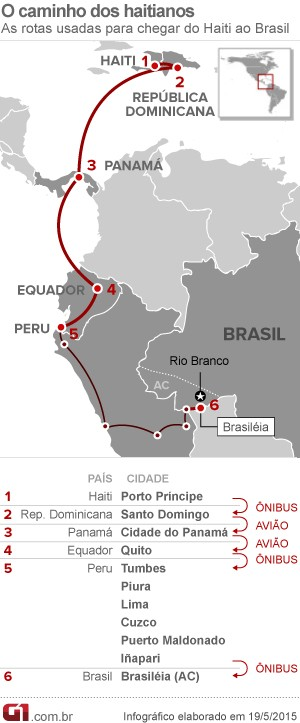 O caminho dos haitianos
As rotas usadas para chegar do Haiti ao Brasil
HAITI 1
2
REPÚBLICA
DOMINICANA
3 PANAMÁ
EQUADOR 4
PERU 5
BRASIL
Rio Branco
AC
6
Brasiléia
PAÍS CIDADE
1 Haiti Porto Príncipe
ÔNIBUS
2 Rep. Dominicana Santo Domingo
AVIÃO
3 Panamá Cidade do Panamá
AVIÃO
4 Equador Quito
ÔNIBUS
5 Peru Tumbes
Piura
Lima
Cuzco
Puerto Maldonado
Iñapari
ÔNIBUS
6 Brasil Brasiléia (AC)
G1.com.br Infográfico elaborado em 19/5/2015